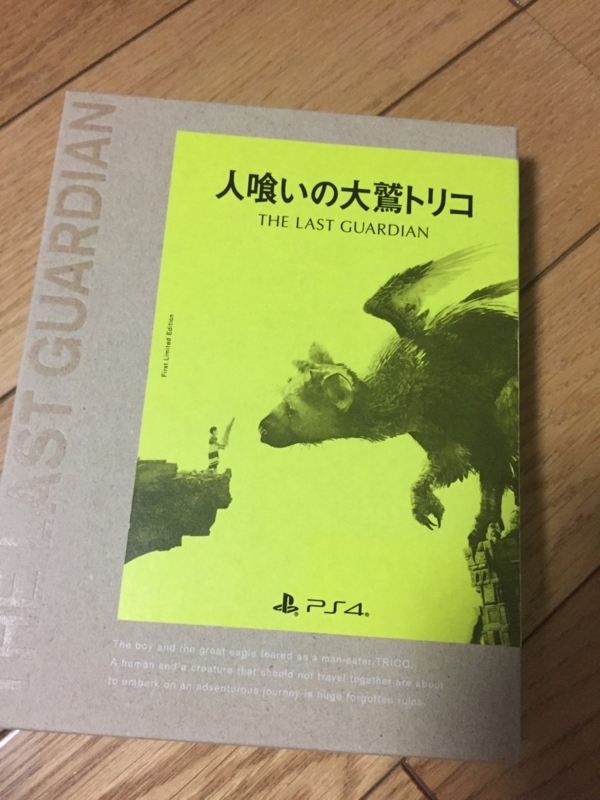 THE LAST GUARDIAN
人喰いの大鷲トリコ
THE LAST GUARDIAN
First Limited Edition
PS4
The boy and the great eagle feared as a man-eater,TRICO.
A human and a creature that should not travel together are about
to embark on an adventurous journey in huge forgotten ruins.